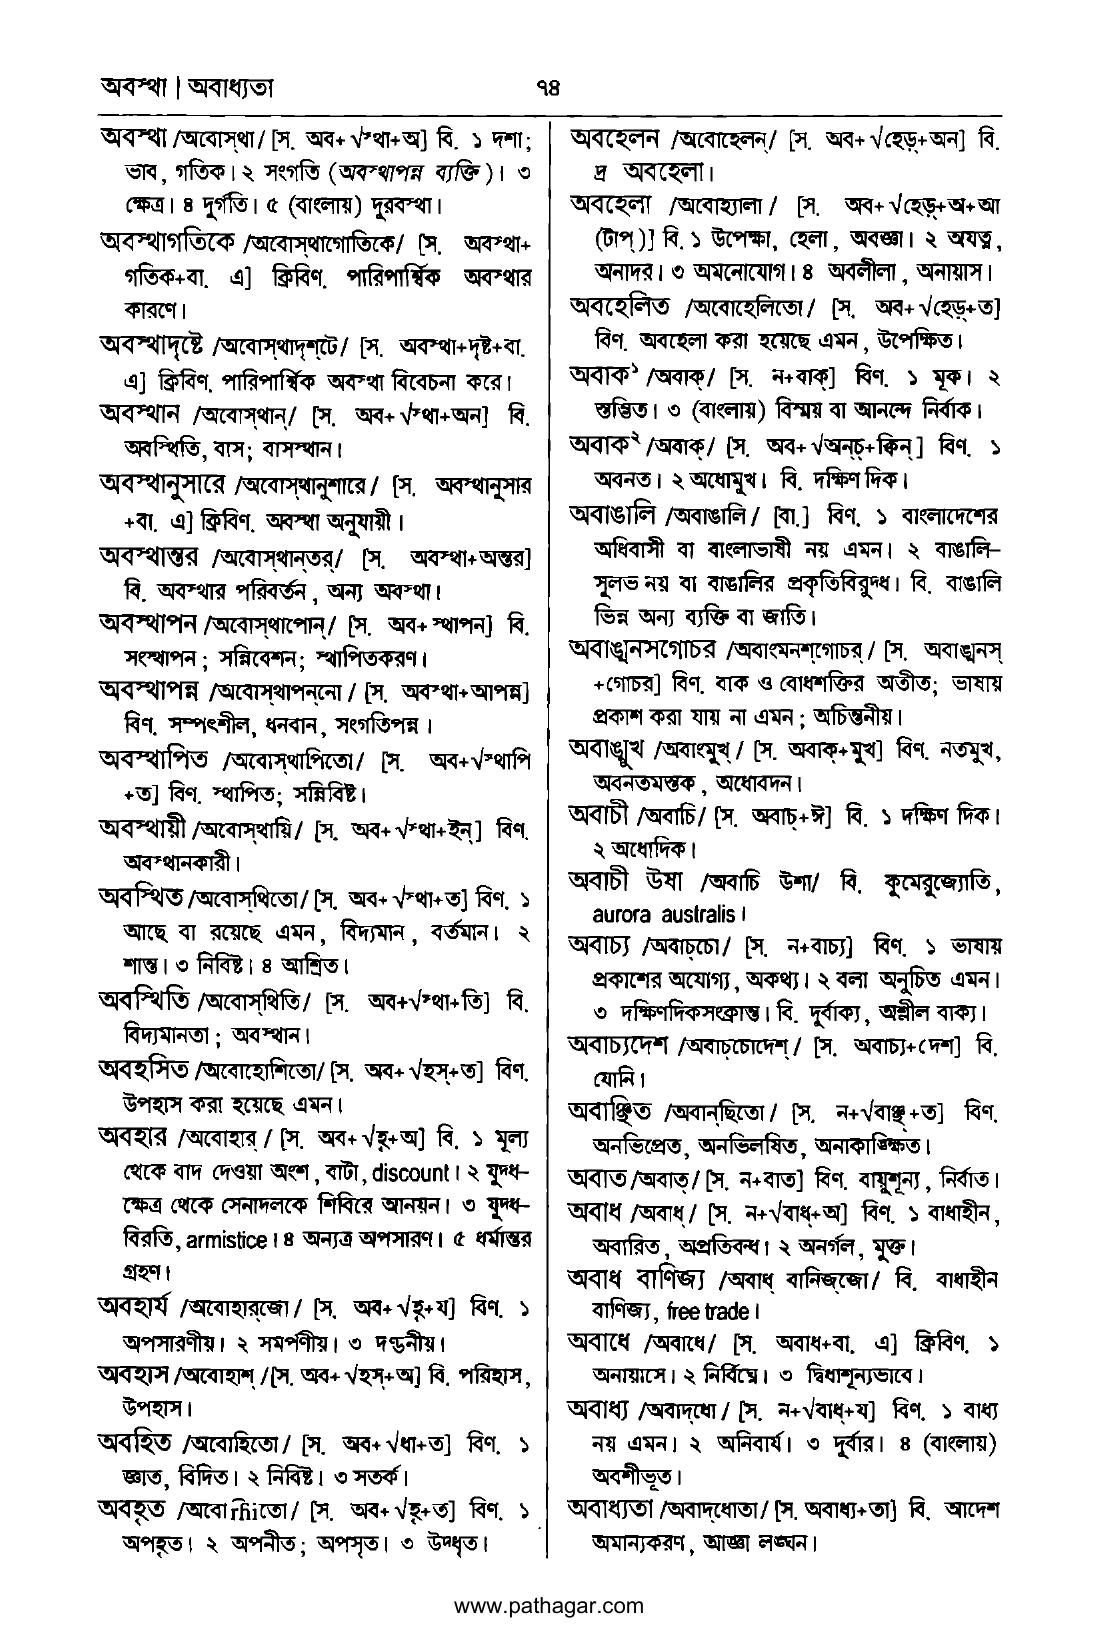 অবস্থা | অবাধ্যতা
৭৪
অবস্থা /অবোস্‌থা/ [স. অব+√স্থা+অ] বি. ১ দশা;
ভাব, গতিক। ২ সংগতি (অবস্থাপন্ন ব্যক্তি)। ৩
ক্ষেত্র। ৪ দুর্গতি। ৫ (বাংলায়) দুরবস্থা।
অবস্থাগতিকে /অবোস্‌থাগোতিকে/ [স. অবস্থা+
গতিক+বা. এ] ক্রিবিণ. পারিপার্শ্বিক অবস্থার
কারণে।
অবস্থাদৃষ্টে /অবোস্‌থাদৃশ্‌টে/ [স. অবস্থা+দৃষ্ট+বা.
এ] ক্রিবিণ. পারিপার্শ্বিক অবস্থা বিবেচনা করে।
অবস্থান /অবোস্‌থান্‌/ [স. অব+√স্থা+অন] বি.
অবস্থিতি, বাস; বাসস্থান।
অবস্থানুসারে /অবোস্‌থানুশারে/ [স. অবস্থানুসার
+বা. এ] ক্রিবিণ. অবস্থা অনুযায়ী।
অবস্থান্তর /অবোস্‌থান্‌তর্‌/ [স. অবস্থা+অন্তর]
বি. অবস্থার পরিবর্তন, অন্য অবস্থা।
অবস্থাপন /অবোস্‌থাপোন্‌/ [স. অব+স্থাপন] বি.
সংস্থাপন; সন্নিবেশন; স্থাপিতকরণ।
অবস্থাপন্ন /অবোস্‌থাপন্‌নো/ [স. অবস্থা+আপন্ন]
বিণ. সম্পৎশীল, ধনবান, সংগতিপন্ন।
অবস্থাপিত /অবোস্‌থাপিতো/ [স. অব+√স্থাপি
+ত] বিণ. স্থাপিত; সন্নিবিষ্ট।
অবস্থায়ী /অবোস্‌থায়ি/ [স. অব+√স্থা+ইন্‌] বিণ.
অবস্থানকারী।
অবস্থিত /অবোস্‌থিতো/ [স. অব+√স্থা+ত] বিণ. ১
আছে বা রয়েছে এমন, বিদ্যমান, বর্তমান। ২
শান্ত। ৩ নিবিষ্ট। ৪ আশ্রিত।
অবস্থিতি /অবোস্‌থিতি/ [স. অব+√স্থা+তি] বি.
বিদ্যমানতা; অবস্থান।
অবহসিত /অবোহোশিতো/ [স. অব+√হস্‌+ত] বিণ.
উপহাস করা হয়েছে এমন।
অবহার /অবোহার্‌/ [স. অব+√হৃ+অ] বি. ১ মূল্য
থেকে বাদ দেওয়া অংশ, বাটা, discount। ২ যুদ্ধ-
ক্ষেত্র থেকে সেনাদলকে শিবিরে আনয়ন। ৩ যুদ্ধ-
বিরতি, armistice। ৪ অন্যত্র অপসারণ। ৫ ধর্মান্তর
গ্রহণ।
অবহার্য /অবোহার্‌জো/ [স. অব+√হৃ+য] বিণ. ১
অপসারণীয়। ২ সমর্পণীয়। ৩ দণ্ডনীয়।
অবহাস /অবোহাশ্‌/[স. অব+√হস্‌+অ] বি. পরিহাস,
উপহাস।
অবহিত /অবোহিতো/ [স. অব+√ধা+ত] বিণ. ১
জ্ঞাত, বিদিত। ২ নিবিষ্ট। ৩ সতর্ক।
অবহৃত /অবোr̄hiতো/ [স. অব+√হৃ+ত] বিণ. ১
অপহৃত। ২ অপনীত; অপসৃত। ৩ উদ্ধৃত।
অবহেলন /অবোহেলন্‌/ [স. অব+√হেড়্‌+অন] বি.
দ্র অবহেলা।
অবহেলা /অবোহ্যালা/ [স. অব+√হেড়্‌+অ+আ
(টাপ্‌)] বি. ১ উপেক্ষা, হেলা, অবজ্ঞা। ২ অযত্ন,
অনাদর। ৩ অমনোযোগ। ৪ অবলীলা, অনায়াস।
অবহেলিত /অবোহেলিতো/ [স. অব+√হেড়্‌+ত]
বিণ. অবহেলা করা হয়েছে এমন, উপেক্ষিত।
অবাক১ /অবাক্‌/ [স. ন+বাক্‌] বিণ. ১ মূক। ২
স্তম্ভিত। ৩ (বাংলায়) বিস্ময় বা আনন্দে নির্বাক।
অবাক২ /অবাক্‌/ [স. অব+√অন্‌চ্‌+ক্বিন্‌] বিণ. ১
অবনত। ২ অধোমুখ। বি. দক্ষিণ দিক।
অবাঙালি /অবাঙালি/ [বা.] বিণ. ১ বাংলাদেশের
অধিবাসী বা বাংলাভাষী নয় এমন। ২ বাঙালি-
সুলভ নয় বা বাঙালির প্রকৃতিবিরুদ্ধ। বি. বাঙালি
ভিন্ন অন্য ব্যক্তি বা জাতি।
অবাঙ্মনসগোচর /অবাংমনশ্‌গোচর্‌/ [স. অবাঙ্মনস্‌
+গোচর] বিণ. বাক ও বোধশক্তির অতীত; ভাষায়
প্রকাশ করা যায় না এমন; অচিন্তনীয়।
অবাঙ্মুখ /অবাংমুখ্‌/ [স. অবাক্‌+মুখ] বিণ. নতমুখ,
অবনতমস্তক, অধোবদন।
অবাচী /অবাচি/ [স. অবাচ্‌+ঈ] বি. ১ দক্ষিণ দিক।
২ অধোদিক।
অবাচী উষা /অবাচি উশা/ বি. কুমেরুজ্যোতি,
aurora australis।
অবাচ্য /অবাচ্‌চো/ [স. ন+বাচ্য] বিণ. ১ ভাষায়
প্রকাশের অযোগ্য, অকথ্য। ২ বলা অনুচিত এমন।
৩ দক্ষিণদিকসংক্রান্ত। বি. দুর্বাক্য, অশ্লীল বাক্য।
অবাচ্যদেশ /অবাচ্‌চোদেশ্‌/ [স. অবাচ্য+দেশ] বি.
যোনি।
অবাঞ্ছিত /অবান্‌ছিতো/ [স. ন+√বাঞ্ছ্‌+ত] বিণ.
অনভিপ্রেত, অনভিলষিত, অনাকাঙ্ক্ষিত।
অবাত /অবাত্‌/ [স. ন+বাত] বিণ. বায়ুশূন্য, নির্বাত।
অবাধ /অবাধ্‌/ [স. ন+√বাধ্‌+অ] বিণ. ১ বাধাহীন,
অবারিত, অপ্রতিবন্ধ। ২ অনর্গল, মুক্ত।
অবাধ বাণিজ্য /অবাধ্‌ বানিজ্‌জো/ বি. বাধাহীন
বাণিজ্য, free trade।
অবাধে /অবাধে/ [স. অবাধ+বা. এ] ক্রিবিণ. ১
অনায়াসে। ২ নির্বিঘ্নে। ৩ দ্বিধাশূন্যভাবে।
অবাধ্য /অবাদ্‌ধো/ [স. ন+√বাধ্‌+য] বিণ. ১ বাধ্য
নয় এমন। ২ অনিবার্য। ৩ দুর্বার। ৪ (বাংলায়)
অবশীভূত।
অবাধ্যতা /অবাদ্‌ধোতা/ [স. অবাধ্য+তা] বি. আদেশ
অমান্যকরণ, আজ্ঞা লঙ্ঘন।
www.pathagar.com